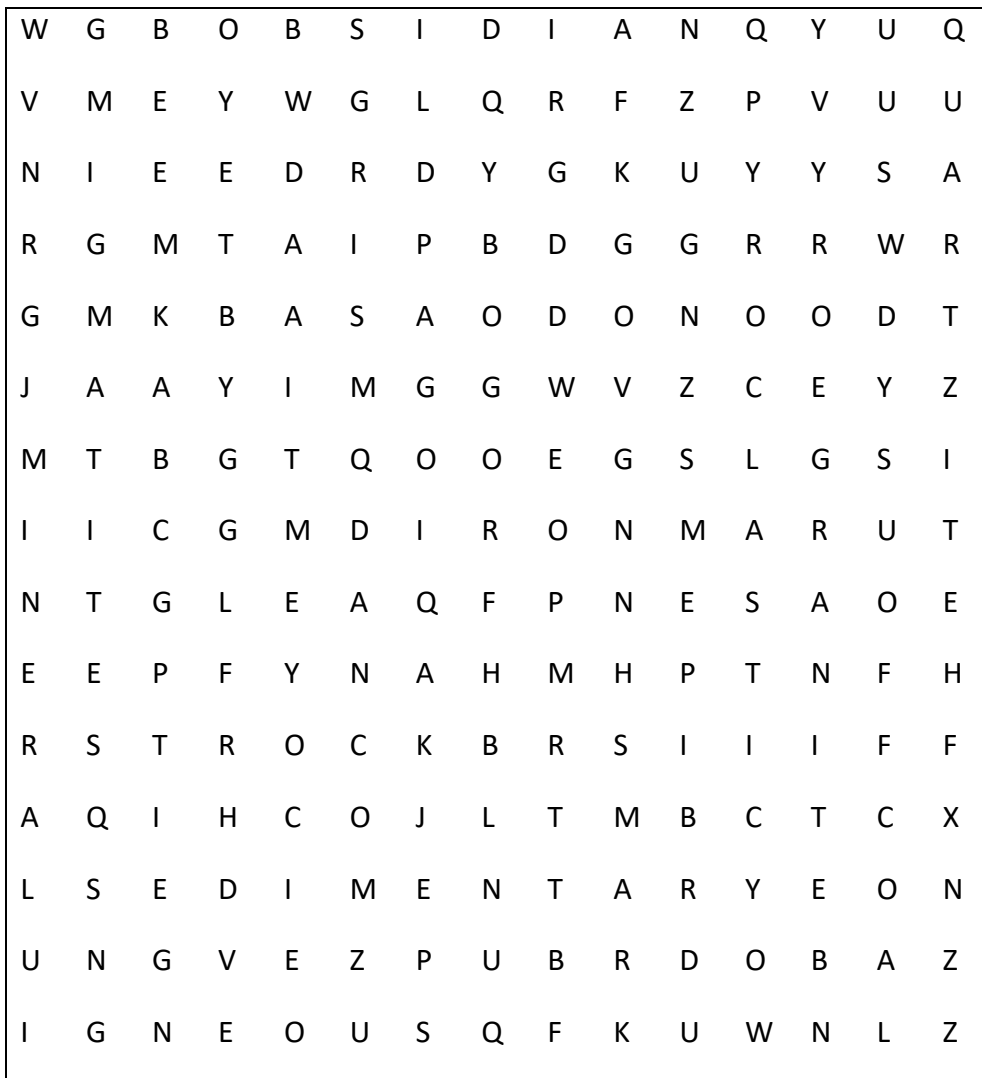 W G B O B S I D I A N Q Y U Q
V M E Y W G L Q R F Z P V U U
N I E E D R D Y G K U Y Y S A
R G M T A I P B D G G R R W R
G M K B A S A O D O N O O D T
J A A Y I M G G W V Z C E Y Z
M T B G T Q O O E G S L G S I
I I C G M D I R O N M A R U T
N T G L E A Q F P N E S A O E
E E P F Y N A H M H P T N F H
R S T R O C K B R S I I I F F
A Q I H C O J L T M B C T C X
L S E D I M E N T A R Y E O N
U N G V E Z P U B R D O B A Z
I G N E O U S Q F K U W N L Z